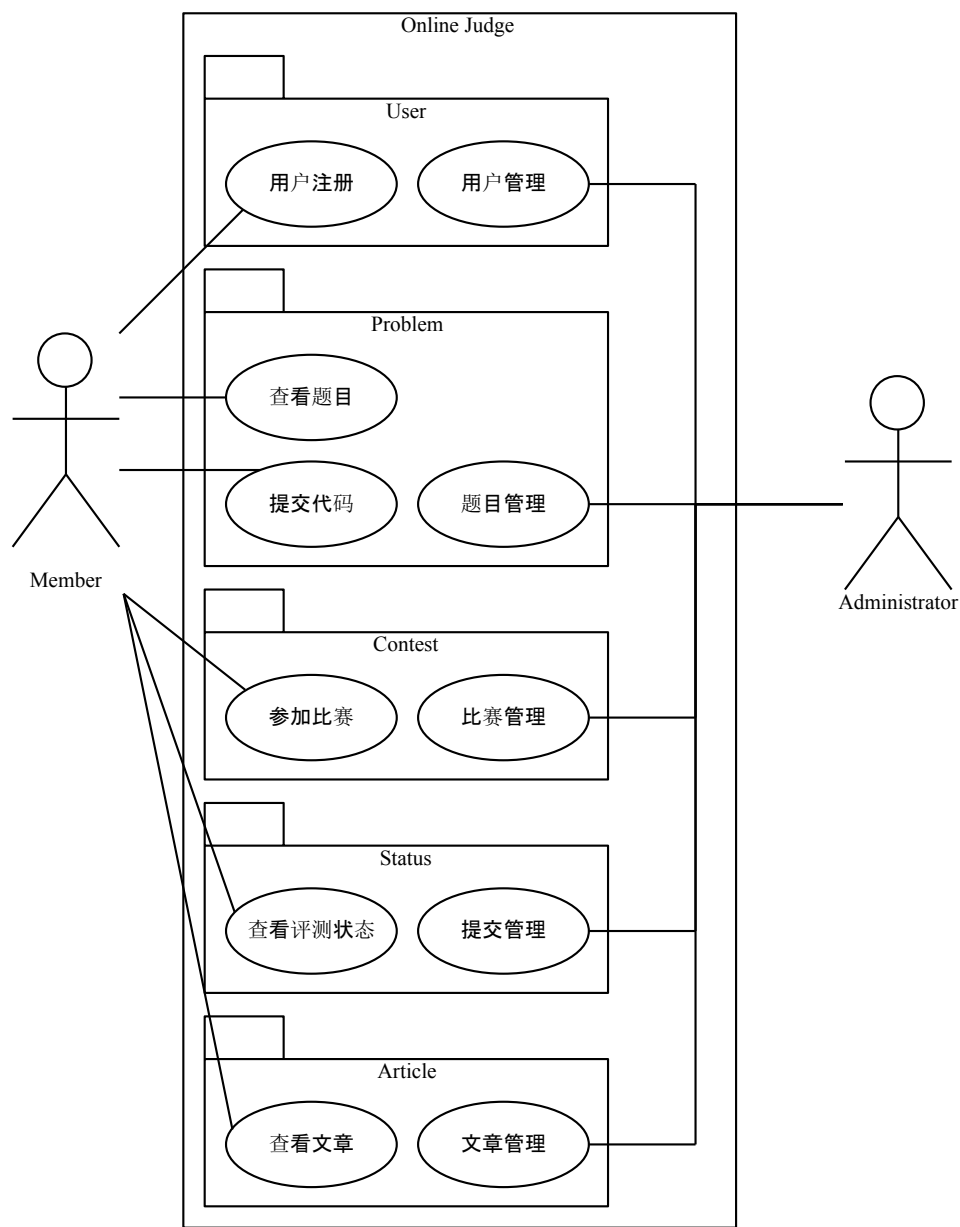 Online Judge
User
用户注册
用户管理
Problem
查看题目
提交代码
题目管理
Member
Administrator
Contest
参加比赛
比赛管理
Status
查看评测状态
提交管理
Article
查看文章
文章管理